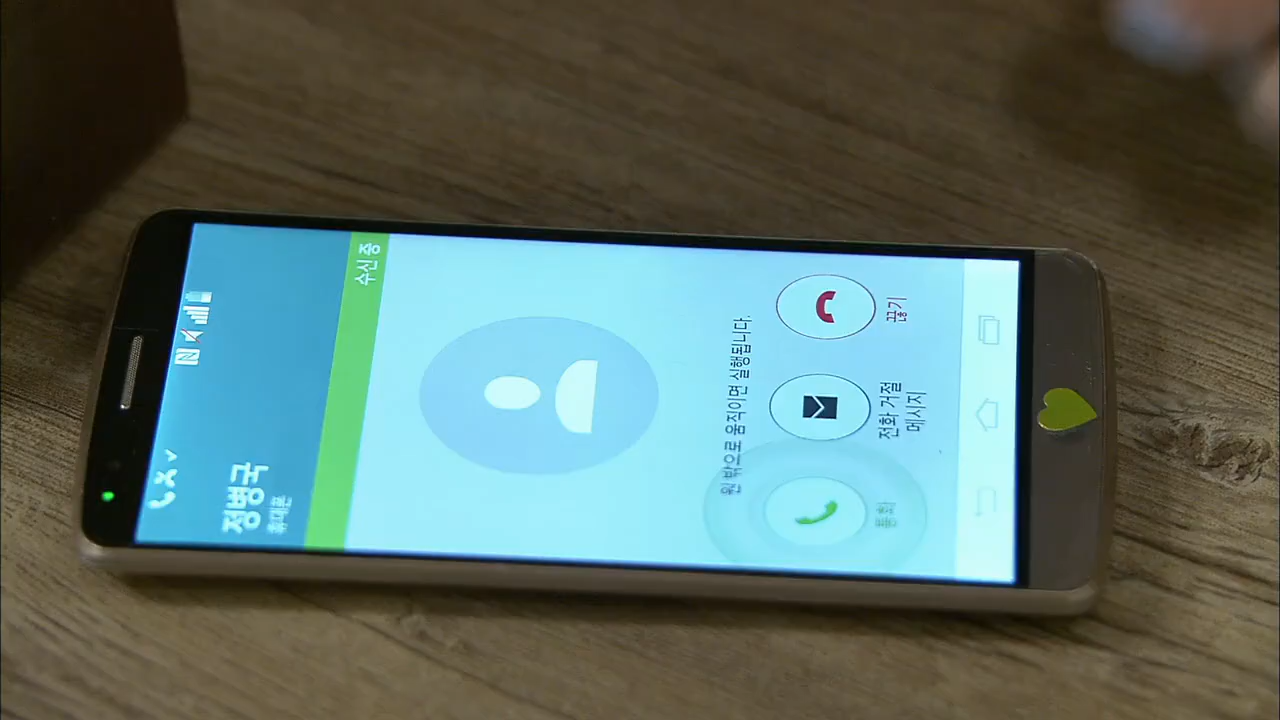 정병국
휴대폰
수신 중
원 밖으로 움직이면 실행됩니다.
통화
전화 거절
메시지
끊기